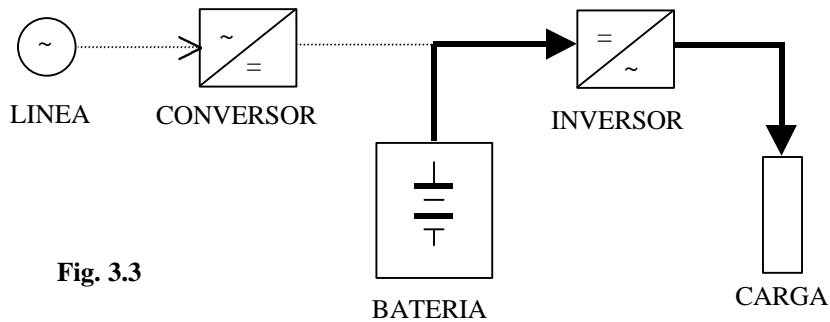 ~
~
=
=
~
LINEA
CONVERSOR
INVERSOR
Fig. 3.3
BATERIA
CARGA